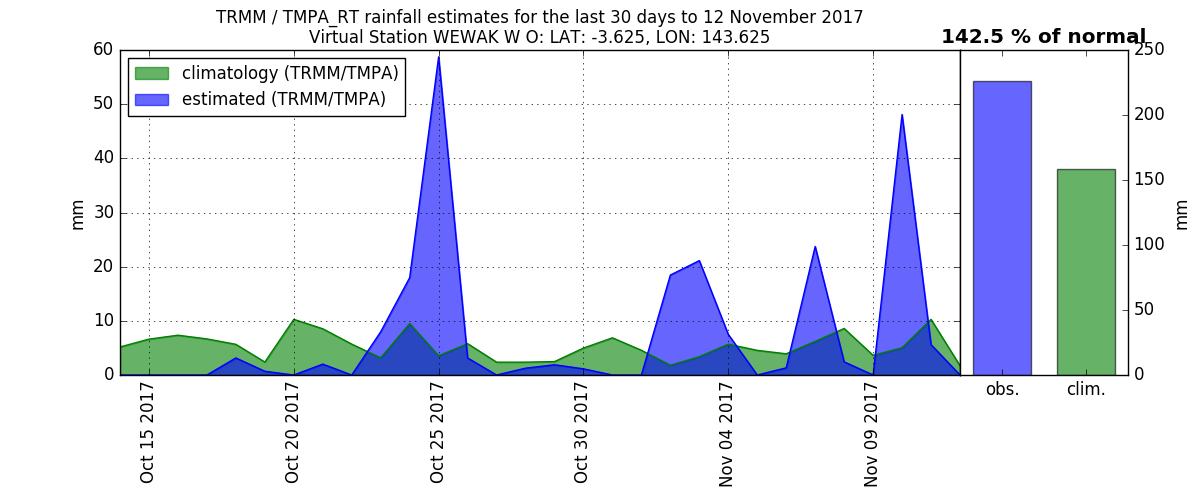 TRMM / TMPA_RT rainfall estimates for the last 30 days to 12 November 2017
Virtual Station WEWAK W O: LAT: -3.625, LON: 143.625
142.5 % of normal
climatology (TRMM/TMPA)
estimated (TRMM/TMPA)
60
50
40
30
20
10
0
mm
Oct 15 2017
Oct 20 2017
Oct 25 2017
Oct 30 2017
Nov 04 2017
Nov 09 2017
250
200
150
100
50
0
mm
obs.
clim.